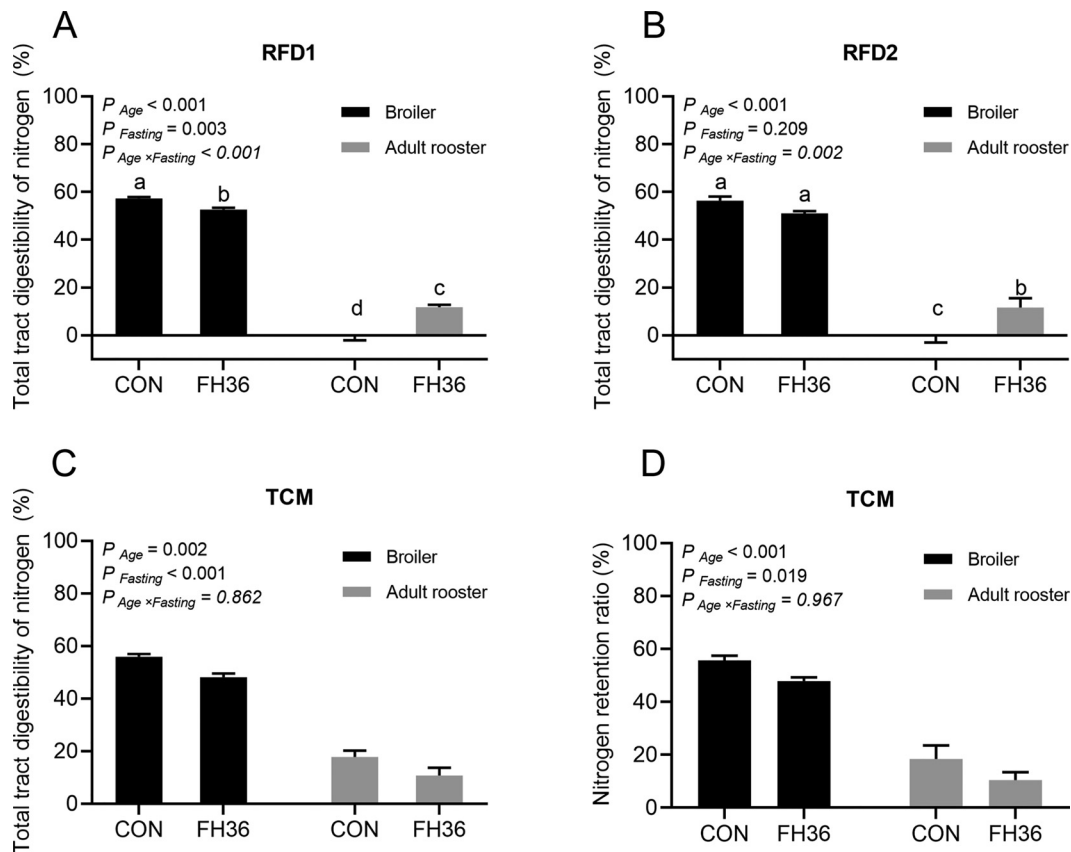 A
RFD1
Total tract digestibility of nitrogen (%)
100
80
60
40
20
0
P Age < 0.001
P Fasting = 0.003
P Age ×Fasting < 0.001
Broiler
Adult rooster
a
b
d
c
CON
FH36
CON
FH36
B
RFD2
Total tract digestibility of nitrogen (%)
100
80
60
40
20
0
P Age < 0.001
P Fasting = 0.209
P Age ×Fasting = 0.002
Broiler
Adult rooster
a
a
c
b
CON
FH36
CON
FH36
C
TCM
Total tract digestibility of nitrogen (%)
100
80
60
40
20
0
P Age = 0.002
P Fasting < 0.001
P Age ×Fasting = 0.862
Broiler
Adult rooster
CON
FH36
CON
FH36
D
TCM
Nitrogen retention ratio (%)
100
80
60
40
20
0
P Age < 0.001
P Fasting = 0.019
P Age ×Fasting = 0.967
Broiler
Adult rooster
CON
FH36
CON
FH36